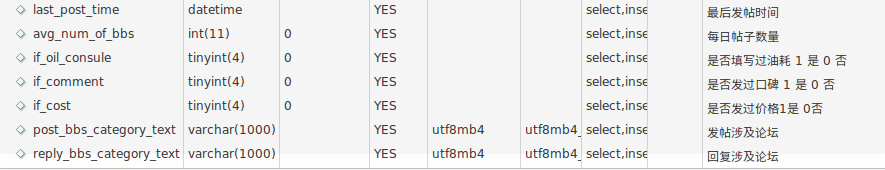 last_post_time datetime YES select,inse 最后发帖时间
avg_num_of_bbs int(11) 0 YES select,inse 每日帖子数量
if_oil_consule tinyint(4) 0 YES select,inse 是否填写过油耗 1 是 0 否
if_comment tinyint(4) 0 YES select,inse 是否发过口碑 1 是 0 否
if_cost tinyint(4) 0 YES select,inse 是否发过价格1是 0否
post_bbs_category_text varchar(1000) YES utf8mb4 utf8mb4_ select,inse 发帖涉及论坛
reply_bbs_category_text varchar(1000) YES utf8mb4 utf8mb4_ select,inse 回复涉及论坛